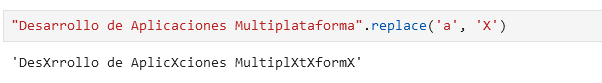 "Desarrollo de Aplicaciones Multiplataforma".replace('a', 'X')
'DesXrrollo de AplicXciones MultiplXtXformX'